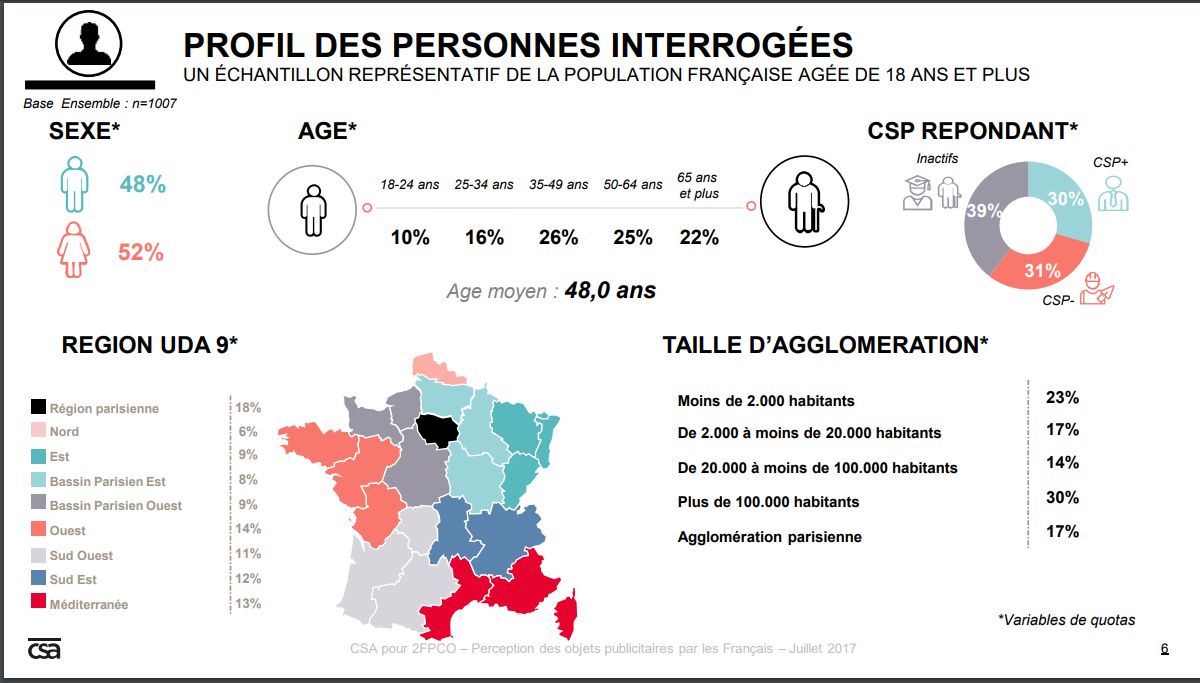 PROFIL DES PERSONNES INTERROGÉES
UN ÉCHANTILLON REPRÉSENTATIF DE LA POPULATION FRANÇAISE AGÉE DE 18 ANS ET PLUS
Base Ensemble : n=1007
SEXE*
48%
52%
AGE*
18-24 ans 25-34 ans 35-49 ans 50-64 ans 65 ans
et plus
10% 16% 26% 25% 22%
Age moyen : 48,0 ans
CSP REPONDANT*
Inactifs
CSP+
39%
30%
31%
CSP-
REGION UDA 9*
Région parisienne 18%
Nord 6%
Est 9%
Bassin Parisien Est 8%
Bassin Parisien Ouest 9%
Ouest 14%
Sud Ouest 11%
Sud Est 12%
Méditerranée 13%
TAILLE D’AGGLOMERATION*
Moins de 2.000 habitants 23%
De 2.000 à moins de 20.000 habitants 17%
De 20.000 à moins de 100.000 habitants 14%
Plus de 100.000 habitants 30%
Agglomération parisienne 17%
*Variables de quotas
csa
CSA pour 2FPCO – Perception des objets publicitaires par les Français – Juillet 2017
6